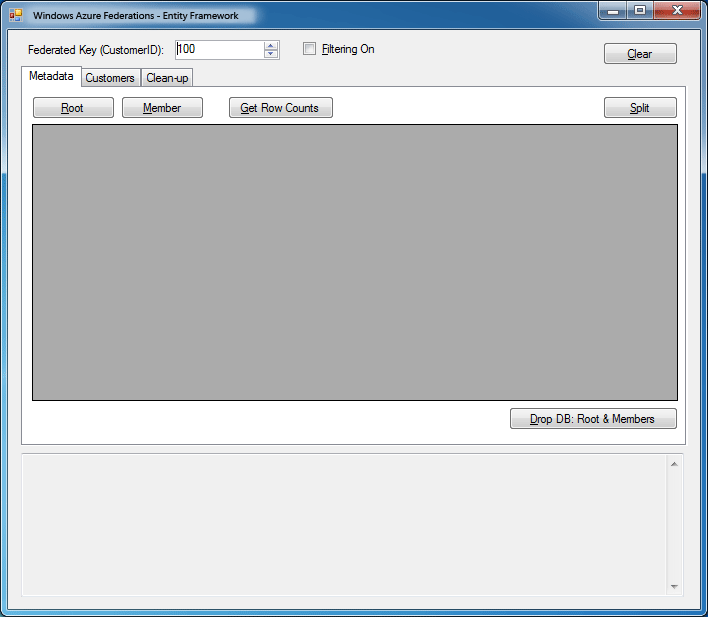 Windows Azure Federations - Entity Framework
Federated Key (CustomerID): 100 Filtering On Clear
Metadata Customers Clean-up
Root Member Get Row Counts Split
Drop DB: Root & Members